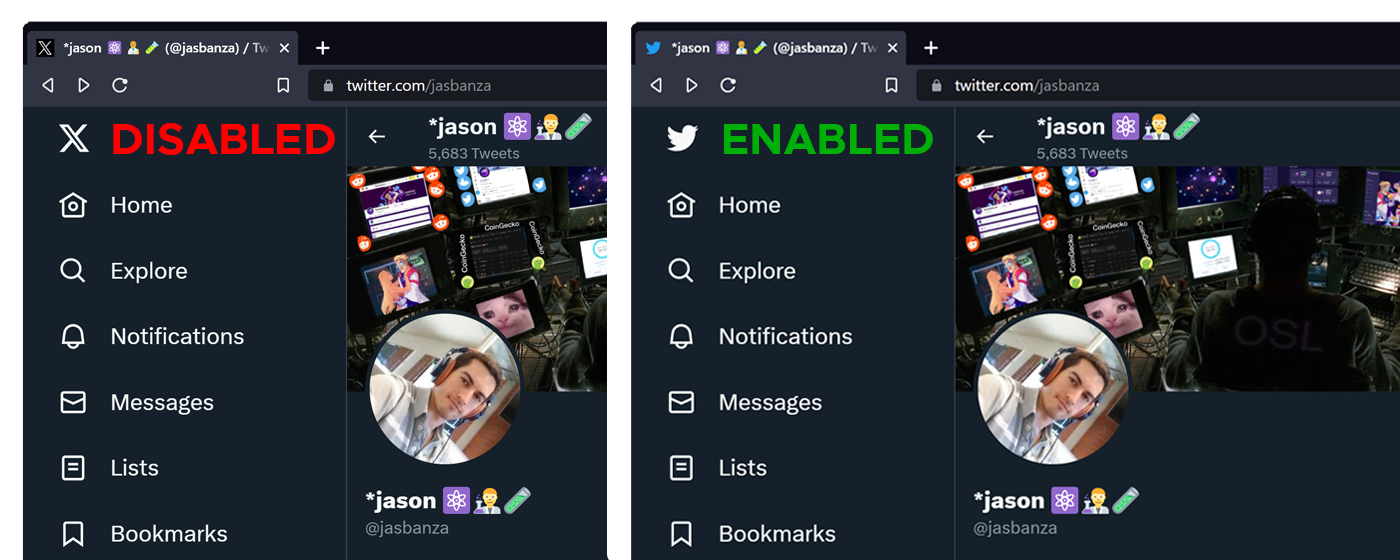 *jason ⚛️ 👨‍🔬 🧪 (@jasbanza) / Tw
twitter.com/jasbanza
X DISABLED
*jason ⚛️👨‍🔬🧪
5,683 Tweets
Home
Explore
Notifications
Messages
Lists
Bookmarks
CoinGecko
CoinGecko
CoinGecko
*jason ⚛️👨‍🔬🧪
@jasbanza
*jason ⚛️ 👨‍🔬 🧪 (@jasbanza) / Tw
twitter.com/jasbanza
ENABLED
*jason ⚛️👨‍🔬🧪
5,683 Tweets
Home
Explore
Notifications
Messages
Lists
Bookmarks
CoinGecko
CoinGecko
CoinGecko
OSL
*jason ⚛️👨‍🔬🧪
@jasbanza